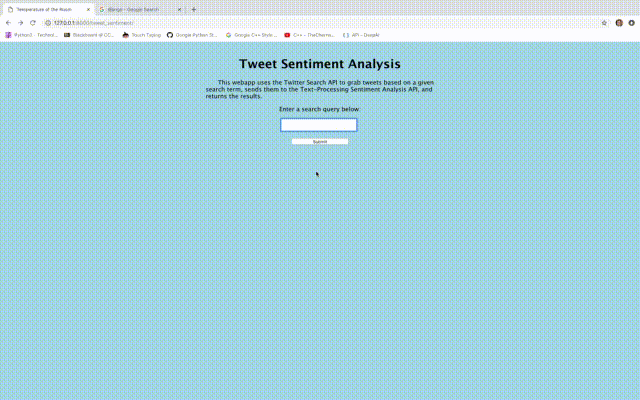 Temperature of the Room
django - Google Search
127.0.0.1:8000/tweet_sentiment/
Python3 - Technic...
Blackboard @ CC...
Touch Typing
Google Python St...
Google C++ Style ...
C++ - TheCherno...
API - Google
Tweet Sentiment Analysis
This webapp uses the Twitter Search API to grab tweets based on a given
search term, sends them to the Text-Processing Sentiment Analysis API, and
returns the results.
Enter a search query below:
Submit